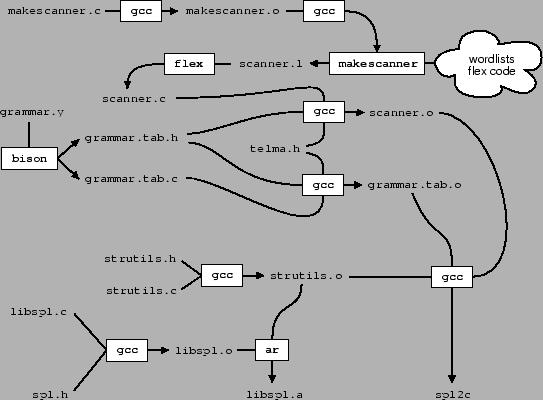 makescanner.c
gcc
makescanner.o
gcc
flex
scanner.l
makescanner
wordlists
flex code
scanner.c
grammar.y
gcc
scanner.o
grammar.tab.h
telma.h
bison
grammar.tab.c
gcc
grammar.tab.o
strutils.h
gcc
strutils.o
gcc
strutils.c
libspl.c
gcc
libspl.o
ar
spl.h
libspl.a
spl2c